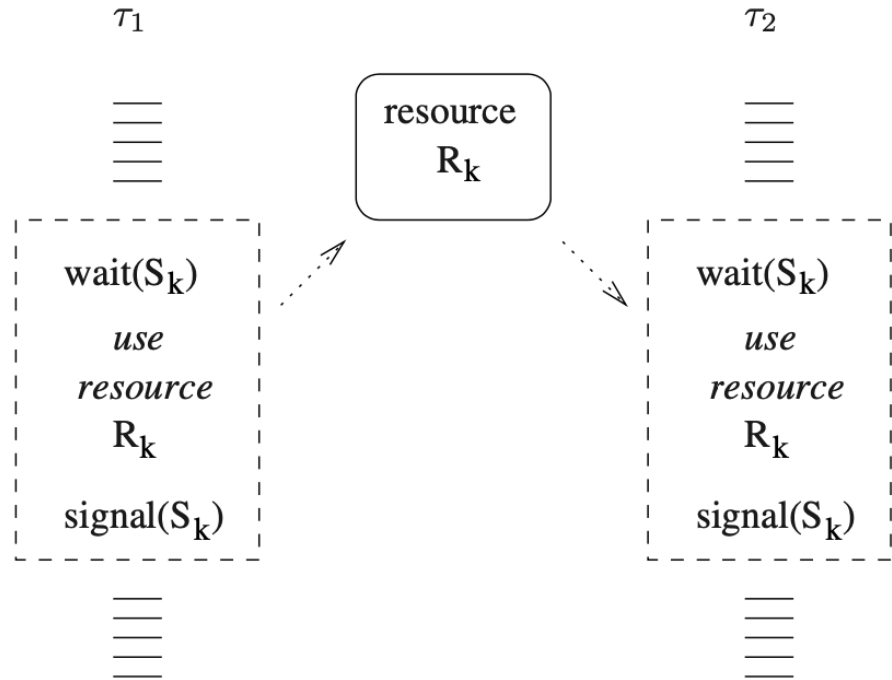 τ1
τ2
resource
Rk
wait(Sk)
use
resource
Rk
signal(Sk)
wait(Sk)
use
resource
Rk
signal(Sk)